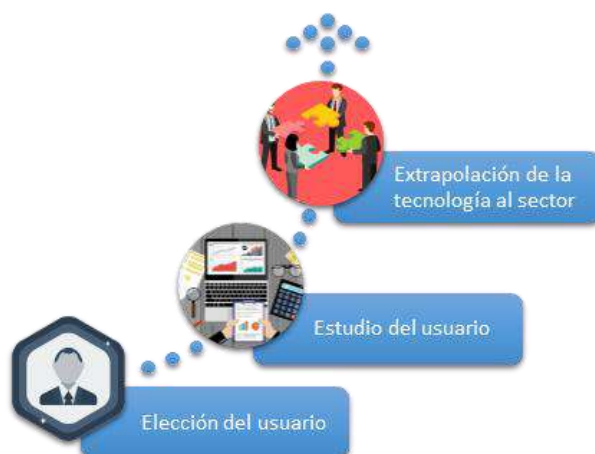 Extrapolación de la
tecnología al sector
Estudio del usuario
Elección del usuario